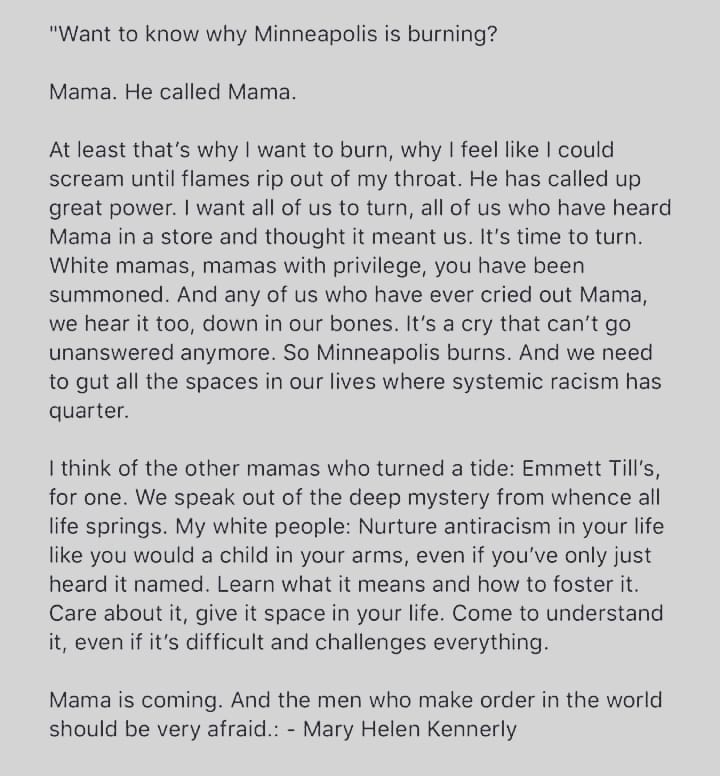 "Want to know why Minneapolis is burning?
Mama. He called Mama.
At least that's why I want to burn, why I feel like I could
scream until flames rip out of my throat. He has called up
great power. I want all of us to turn, all of us who have heard
Mama in a store and thought it meant us. It's time to turn.
White mamas, mamas with privilege, you have been
summoned. And any of us who have ever cried out Mama,
we hear it too, down in our bones. It's a cry that can't go
unanswered anymore. So Minneapolis burns. And we need
to gut all the spaces in our lives where systemic racism has
quarter.
I think of the other mamas who turned a tide: Emmett Till's,
for one. We speak out of the deep mystery from whence all
life springs. My white people: Nurture antiracism in your life
like you would a child in your arms, even if you've only just
heard it named. Learn what it means and how to foster it.
Care about it, give it space in your life. Come to understand
it, even if it's difficult and challenges everything.
Mama is coming. And the men who make order in the world
should be very afraid.: - Mary Helen Kennerly